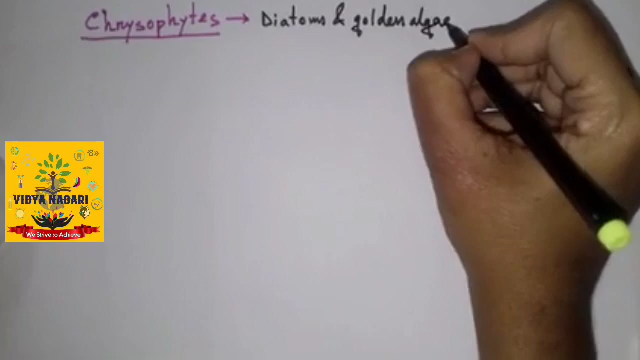 Chrysophytes → Diatoms & golden algae
VIDYA NAGARI
We Strive to Achieve